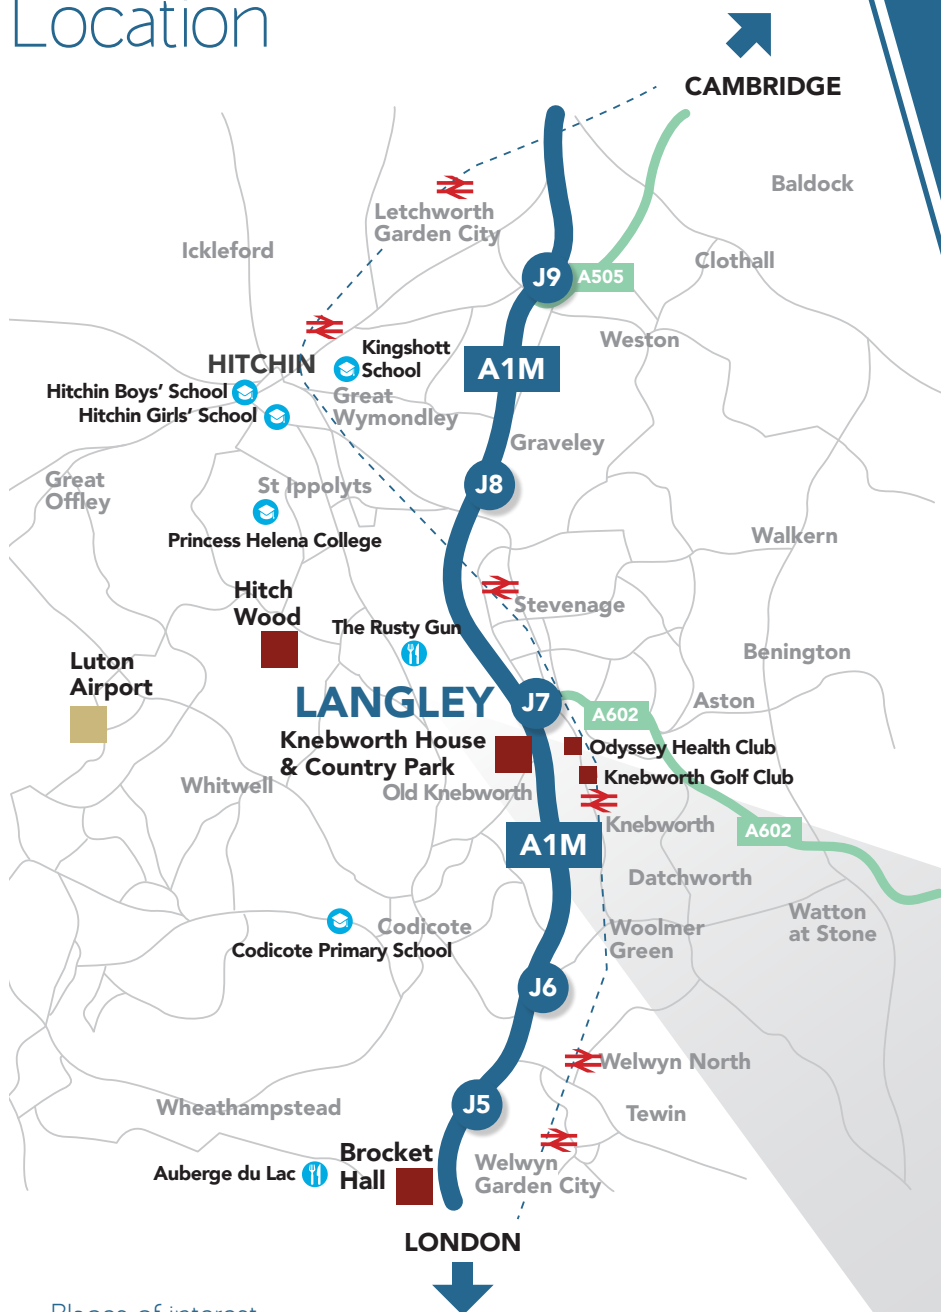 Location
CAMBRIDGE
Baldock
Letchworth
Garden City
Ickleford
Clothall
J9
A505
Weston
Kingshott
School
HITCHIN
A1M
Hitchin Boys' School
Hitchin Girls' School
Great
Wymondley
Graveley
Great
Offley
St Ippolyts
J8
Princess Helena College
Walkern
Hitch
Wood
Stevenage
The Rusty Gun
Benington
Luton
Airport
LANGLEY
J7
Aston
A602
Knebworth House
& Country Park
Odyssey Health Club
Knebworth Golf Club
Whitwell
Old Knebworth
Knebworth
A602
A1M
Datchworth
Watton
at Stone
Codicote
Woolmer
Green
Codicote Primary School
J6
Welwyn North
J5
Wheathampstead
Tewin
Brocket
Hall
Auberge du Lac
Welwyn
Garden City
LONDON
Places of interest